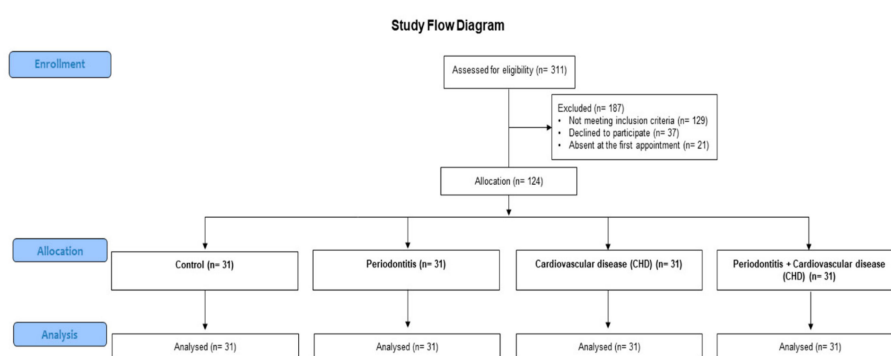 Study Flow Diagram
Enrollment
Assessed for eligibility (n= 311)
Excluded (n= 187)
• Not meeting inclusion criteria (n= 129)
• Declined to participate (n= 37)
• Absent at the first appointment (n= 21)
Allocation (n= 124)
Allocation
Control (n= 31)
Periodontitis (n= 31)
Cardiovascular disease (CHD) (n= 31)
Periodontitis + Cardiovascular disease
(CHD) (n= 31)
Analysis
Analysed (n= 31)
Analysed (n= 31)
Analysed (n= 31)
Analysed (n= 31)